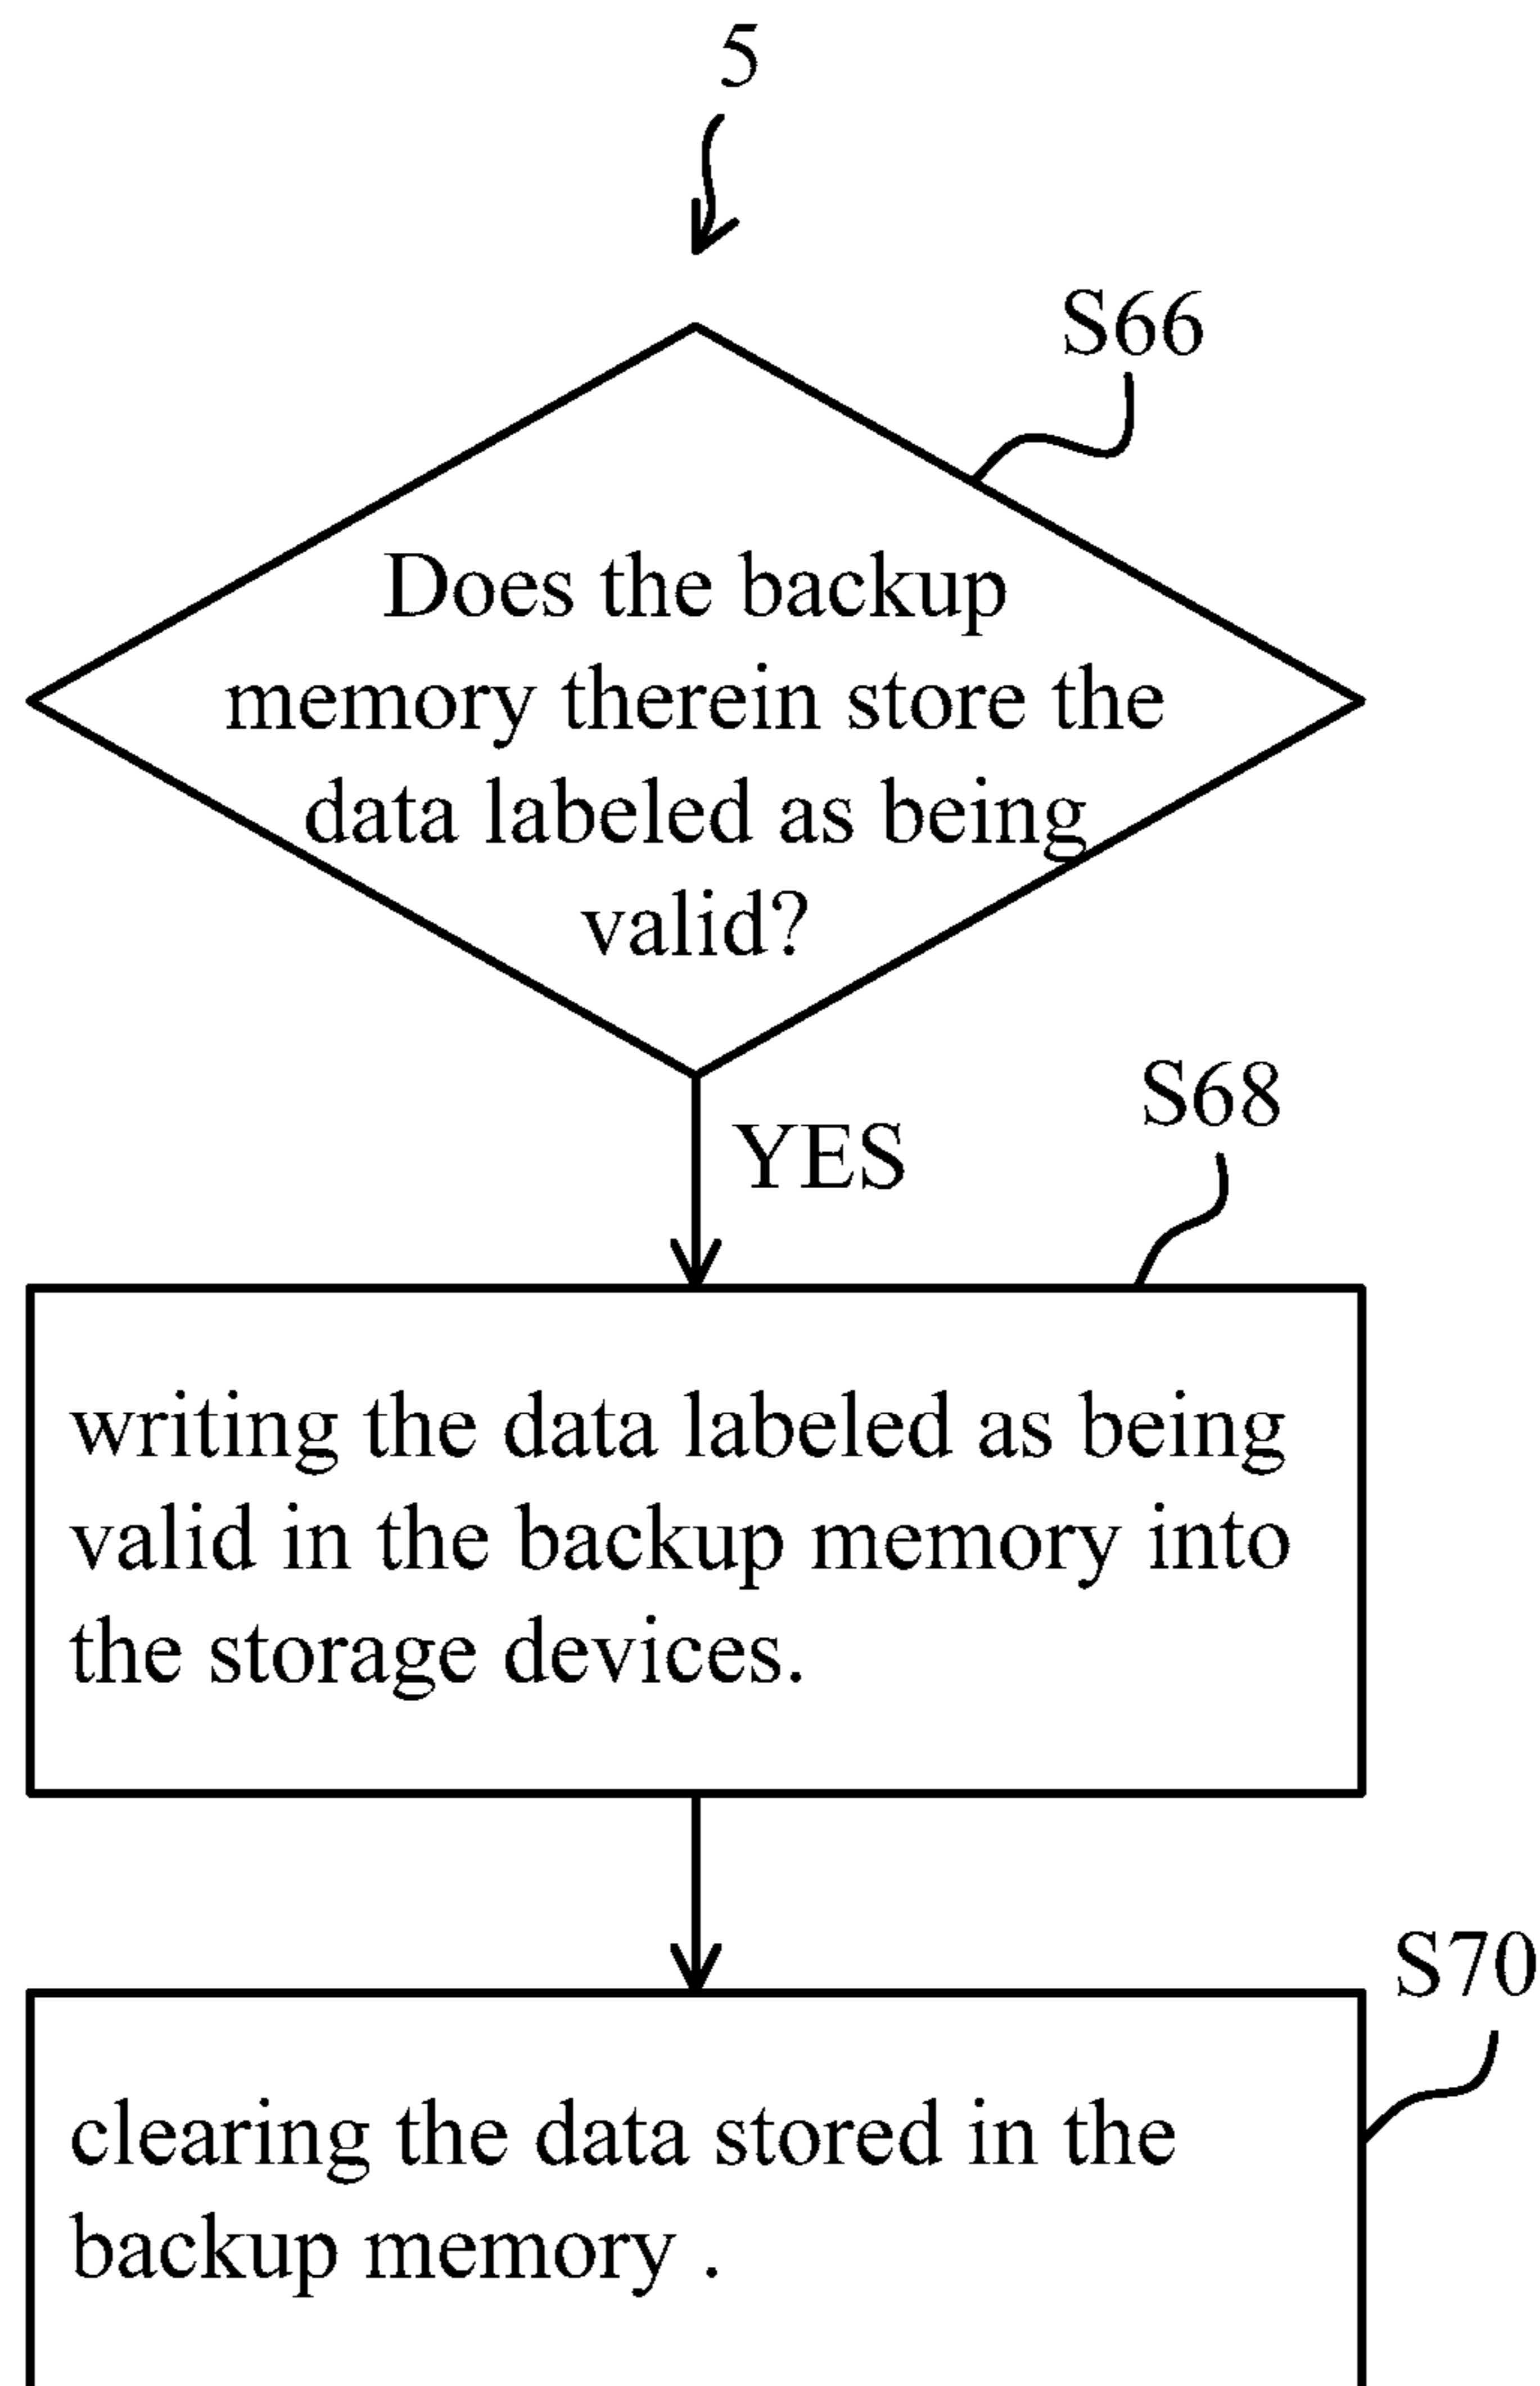 5
S66
Does the backup
memory therein store the
data labeled as being
valid?
S68
YES
writing the data labeled as being
valid in the backup memory into
the storage devices.
S70
clearing the data stored in the
backup memory .